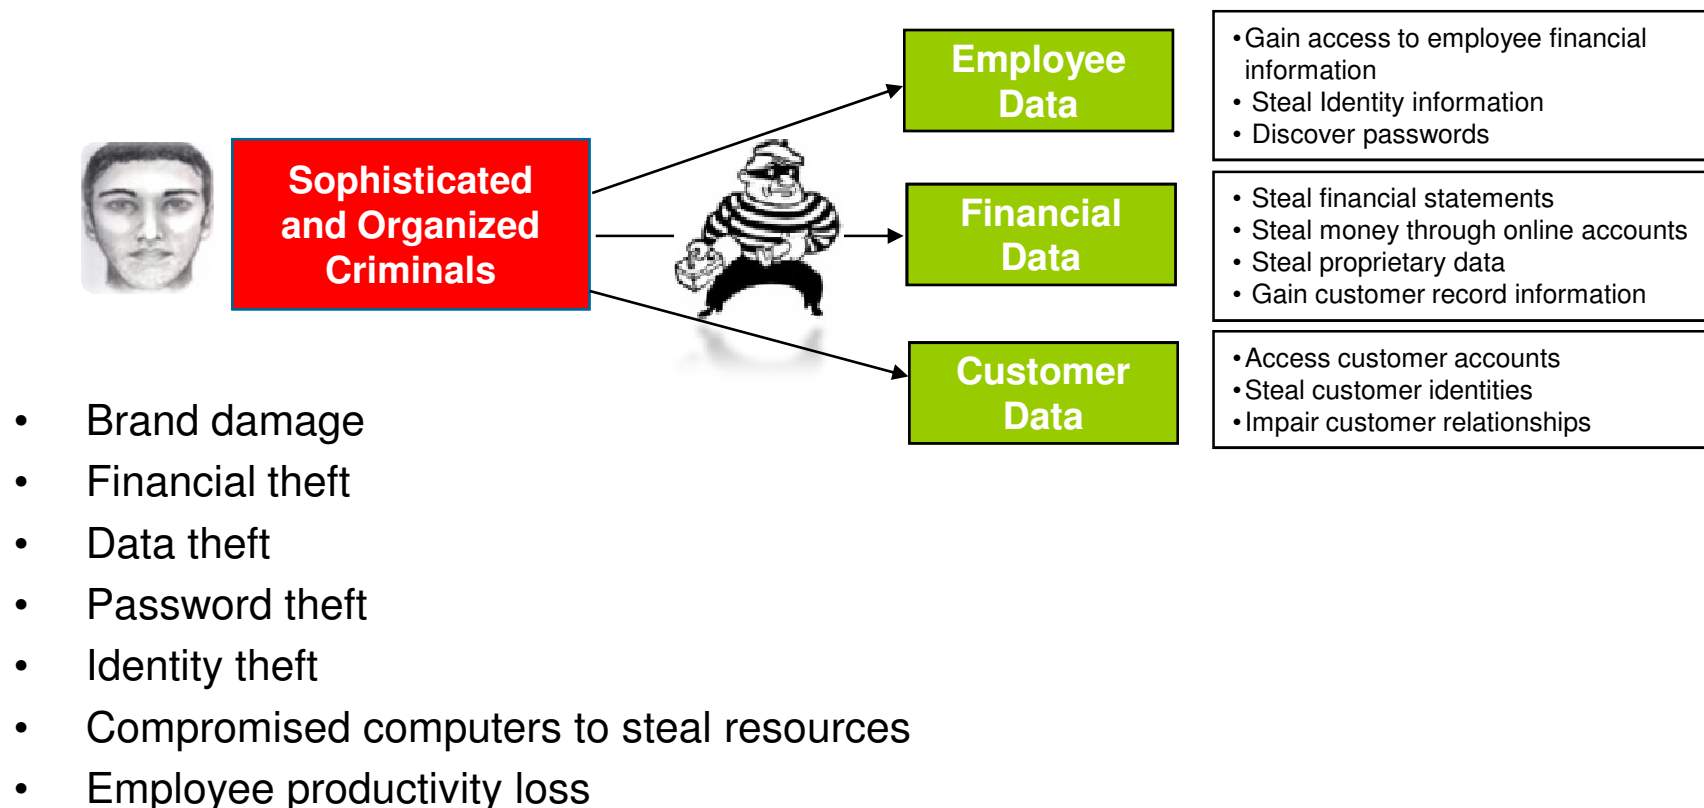 Sophisticated
and Organized
Criminals
Employee
Data
•Gain access to employee financial
information
• Steal Identity information
• Discover passwords
Financial
Data
• Steal financial statements
• Steal money through online accounts
• Steal proprietary data
• Gain customer record information
Customer
Data
•Access customer accounts
•Steal customer identities
•Impair customer relationships
• Brand damage
• Financial theft
• Data theft
• Password theft
• Identity theft
• Compromised computers to steal resources
• Employee productivity loss